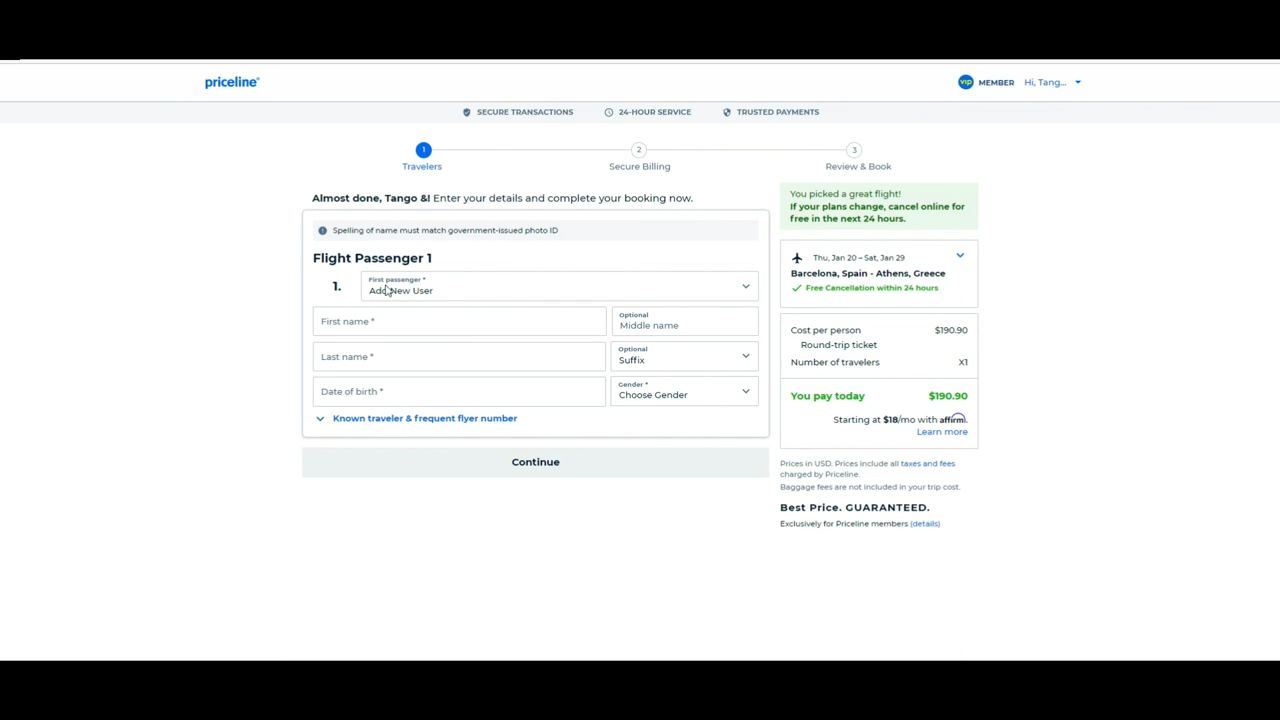 priceline®
VIP MEMBER Hi, Tang...
SECURE TRANSACTIONS 24-HOUR SERVICE TRUSTED PAYMENTS
1 2 3
Travelers Secure Billing Review & Book
Almost done, Tango &! Enter your details and complete your booking now.
Spelling of name must match government-issued photo ID
Flight Passenger 1
1.
First passenger *
Add New User
First name *
Optional
Middle name
Last name *
Optional
Suffix
Date of birth *
Gender *
Choose Gender
Known traveler & frequent flyer number
Continue
You picked a great flight!
If your plans change, cancel online for
free in the next 24 hours.
Thu, Jan 20 – Sat, Jan 29
Barcelona, Spain - Athens, Greece
Free Cancellation within 24 hours
Cost per person $190.90
Round-trip ticket
Number of travelers X1
You pay today $190.90
Starting at $18/mo with affirm.
Learn more
Prices in USD. Prices include all taxes and fees
charged by Priceline.
Baggage fees are not included in your trip cost.
Best Price. GUARANTEED.
Exclusively for Priceline members (details)